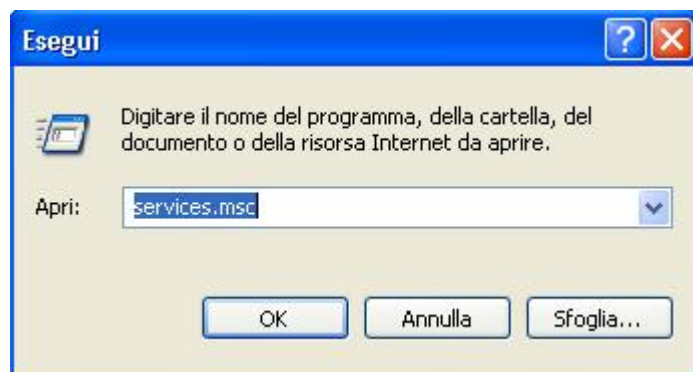 Esegui
Digitare il nome del programma, della cartella, del
documento o della risorsa Internet da aprire.
Apri: services.msc
OK Annulla Sfoglia...